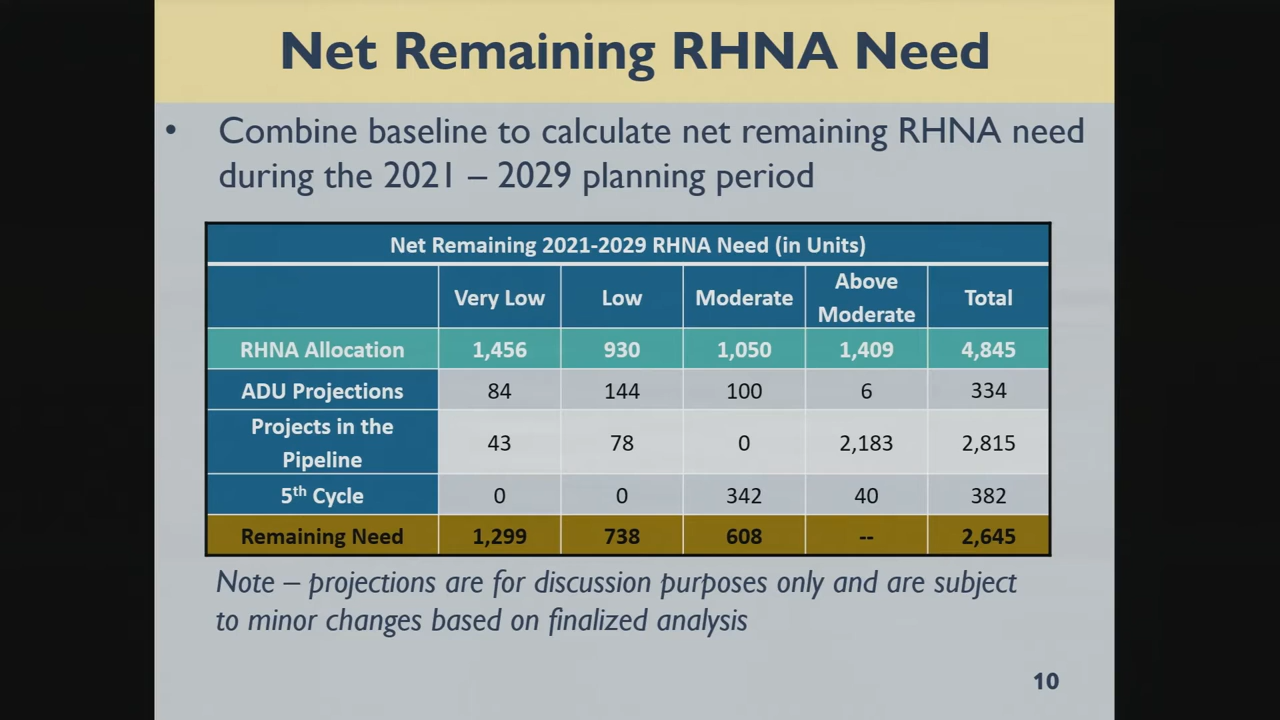 Net Remaining RHNA Need
• Combine baseline to calculate net remaining RHNA need
during the 2021 – 2029 planning period
Net Remaining 2021-2029 RHNA Need (in Units)
Very Low Low Moderate Above Moderate Total
RHNA Allocation 1,456 930 1,050 1,409 4,845
ADU Projections 84 144 100 6 334
Projects in the Pipeline 43 78 0 2,183 2,815
5th Cycle 0 0 342 40 382
Remaining Need 1,299 738 608 -- 2,645
Note – projections are for discussion purposes only and are subject
to minor changes based on finalized analysis
10